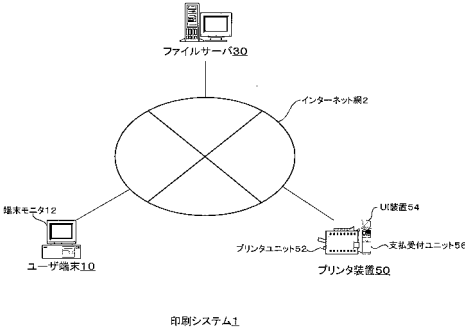 ファイルサーバ30
インターネット網2
端末モニタ12
UI装置54
プリンタユニット52
支払受付ユニット56
ユーザ端末10
プリンタ装置50
印刷システム1